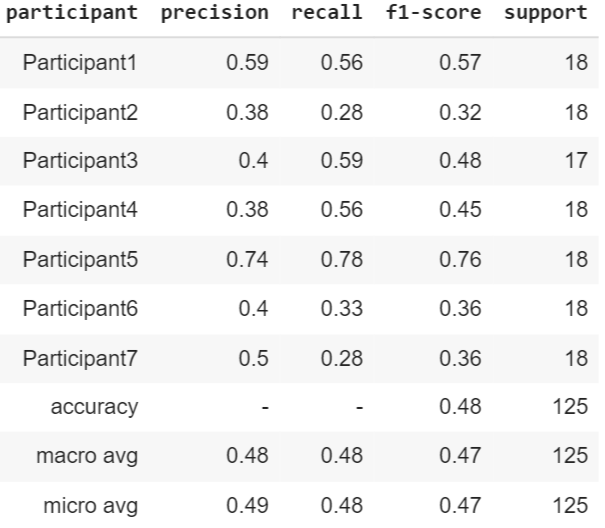 participant precision recall f1-score support
Participant1 0.59 0.56 0.57 18
Participant2 0.38 0.28 0.32 18
Participant3 0.4 0.59 0.48 17
Participant4 0.38 0.56 0.45 18
Participant5 0.74 0.78 0.76 18
Participant6 0.4 0.33 0.36 18
Participant7 0.5 0.28 0.36 18
accuracy - - 0.48 125
macro avg 0.48 0.48 0.47 125
micro avg 0.49 0.48 0.47 125